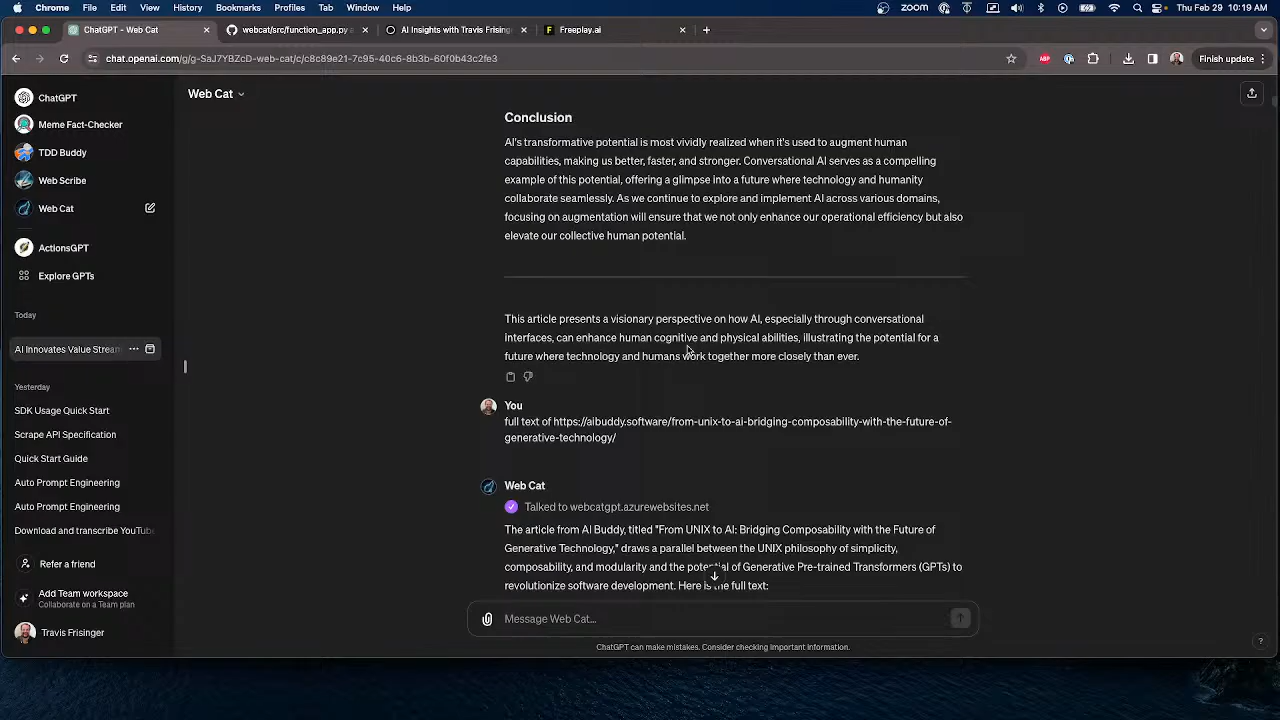 Chrome File Edit View History Bookmarks Profiles Tab Window Help zoom Thu Feb 29 10:19 AM
ChatGPT - Web Cat webcat/src/function_app.py a AI Insights with Travis Frisinge Freeplay.ai
chat.openai.com/g/g-SaJ7YBZcD-web-cat/c/c8c89e21-7c95-40c6-8b3b-60f0b43c2fe3 ABP Finish update
ChatGPT
Meme Fact-Checker
TDD Buddy
Web Scribe
Web Cat
ActionsGPT
Explore GPTs
Today
AI Innovates Value Stream
Yesterday
SDK Usage Quick Start
Scrape API Specification
Quick Start Guide
Auto Prompt Engineering
Auto Prompt Engineering
Download and transcribe YouTube
Refer a friend
Add Team workspace
Collaborate on a Team plan
Travis Frisinger
Web Cat
Conclusion
AI's transformative potential is most vividly realized when it's used to augment human
capabilities, making us better, faster, and stronger. Conversational AI serves as a compelling
example of this potential, offering a glimpse into a future where technology and humanity
collaborate seamlessly. As we continue to explore and implement AI across various domains,
focusing on augmentation will ensure that we not only enhance our operational efficiency but also
elevate our collective human potential.
This article presents a visionary perspective on how AI, especially through conversational
interfaces, can enhance human cognitive and physical abilities, illustrating the potential for a
future where technology and humans work together more closely than ever.
You
full text of https://aibuddy.software/from-unix-to-ai-bridging-composability-with-the-future-of-
generative-technology/
Web Cat
Talked to webcatgpt.azurewebsites.net
The article from AI Buddy, titled "From UNIX to AI: Bridging Composability with the Future of
Generative Technology," draws a parallel between the UNIX philosophy of simplicity,
composability, and modularity and the potential of Generative Pre-trained Transformers (GPTs) to
revolutionize software development. Here is the full text:
Message Web Cat...
ChatGPT can make mistakes. Consider checking important information.
?